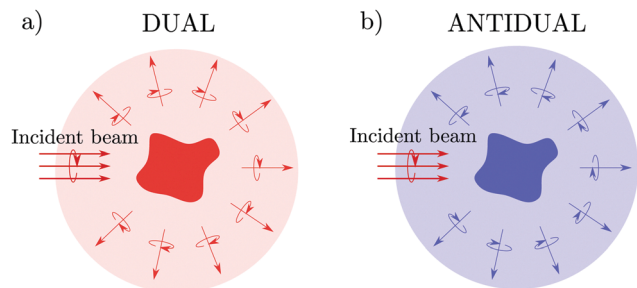 a)
DUAL
Incident beam
b)
ANTIDUAL
Incident beam